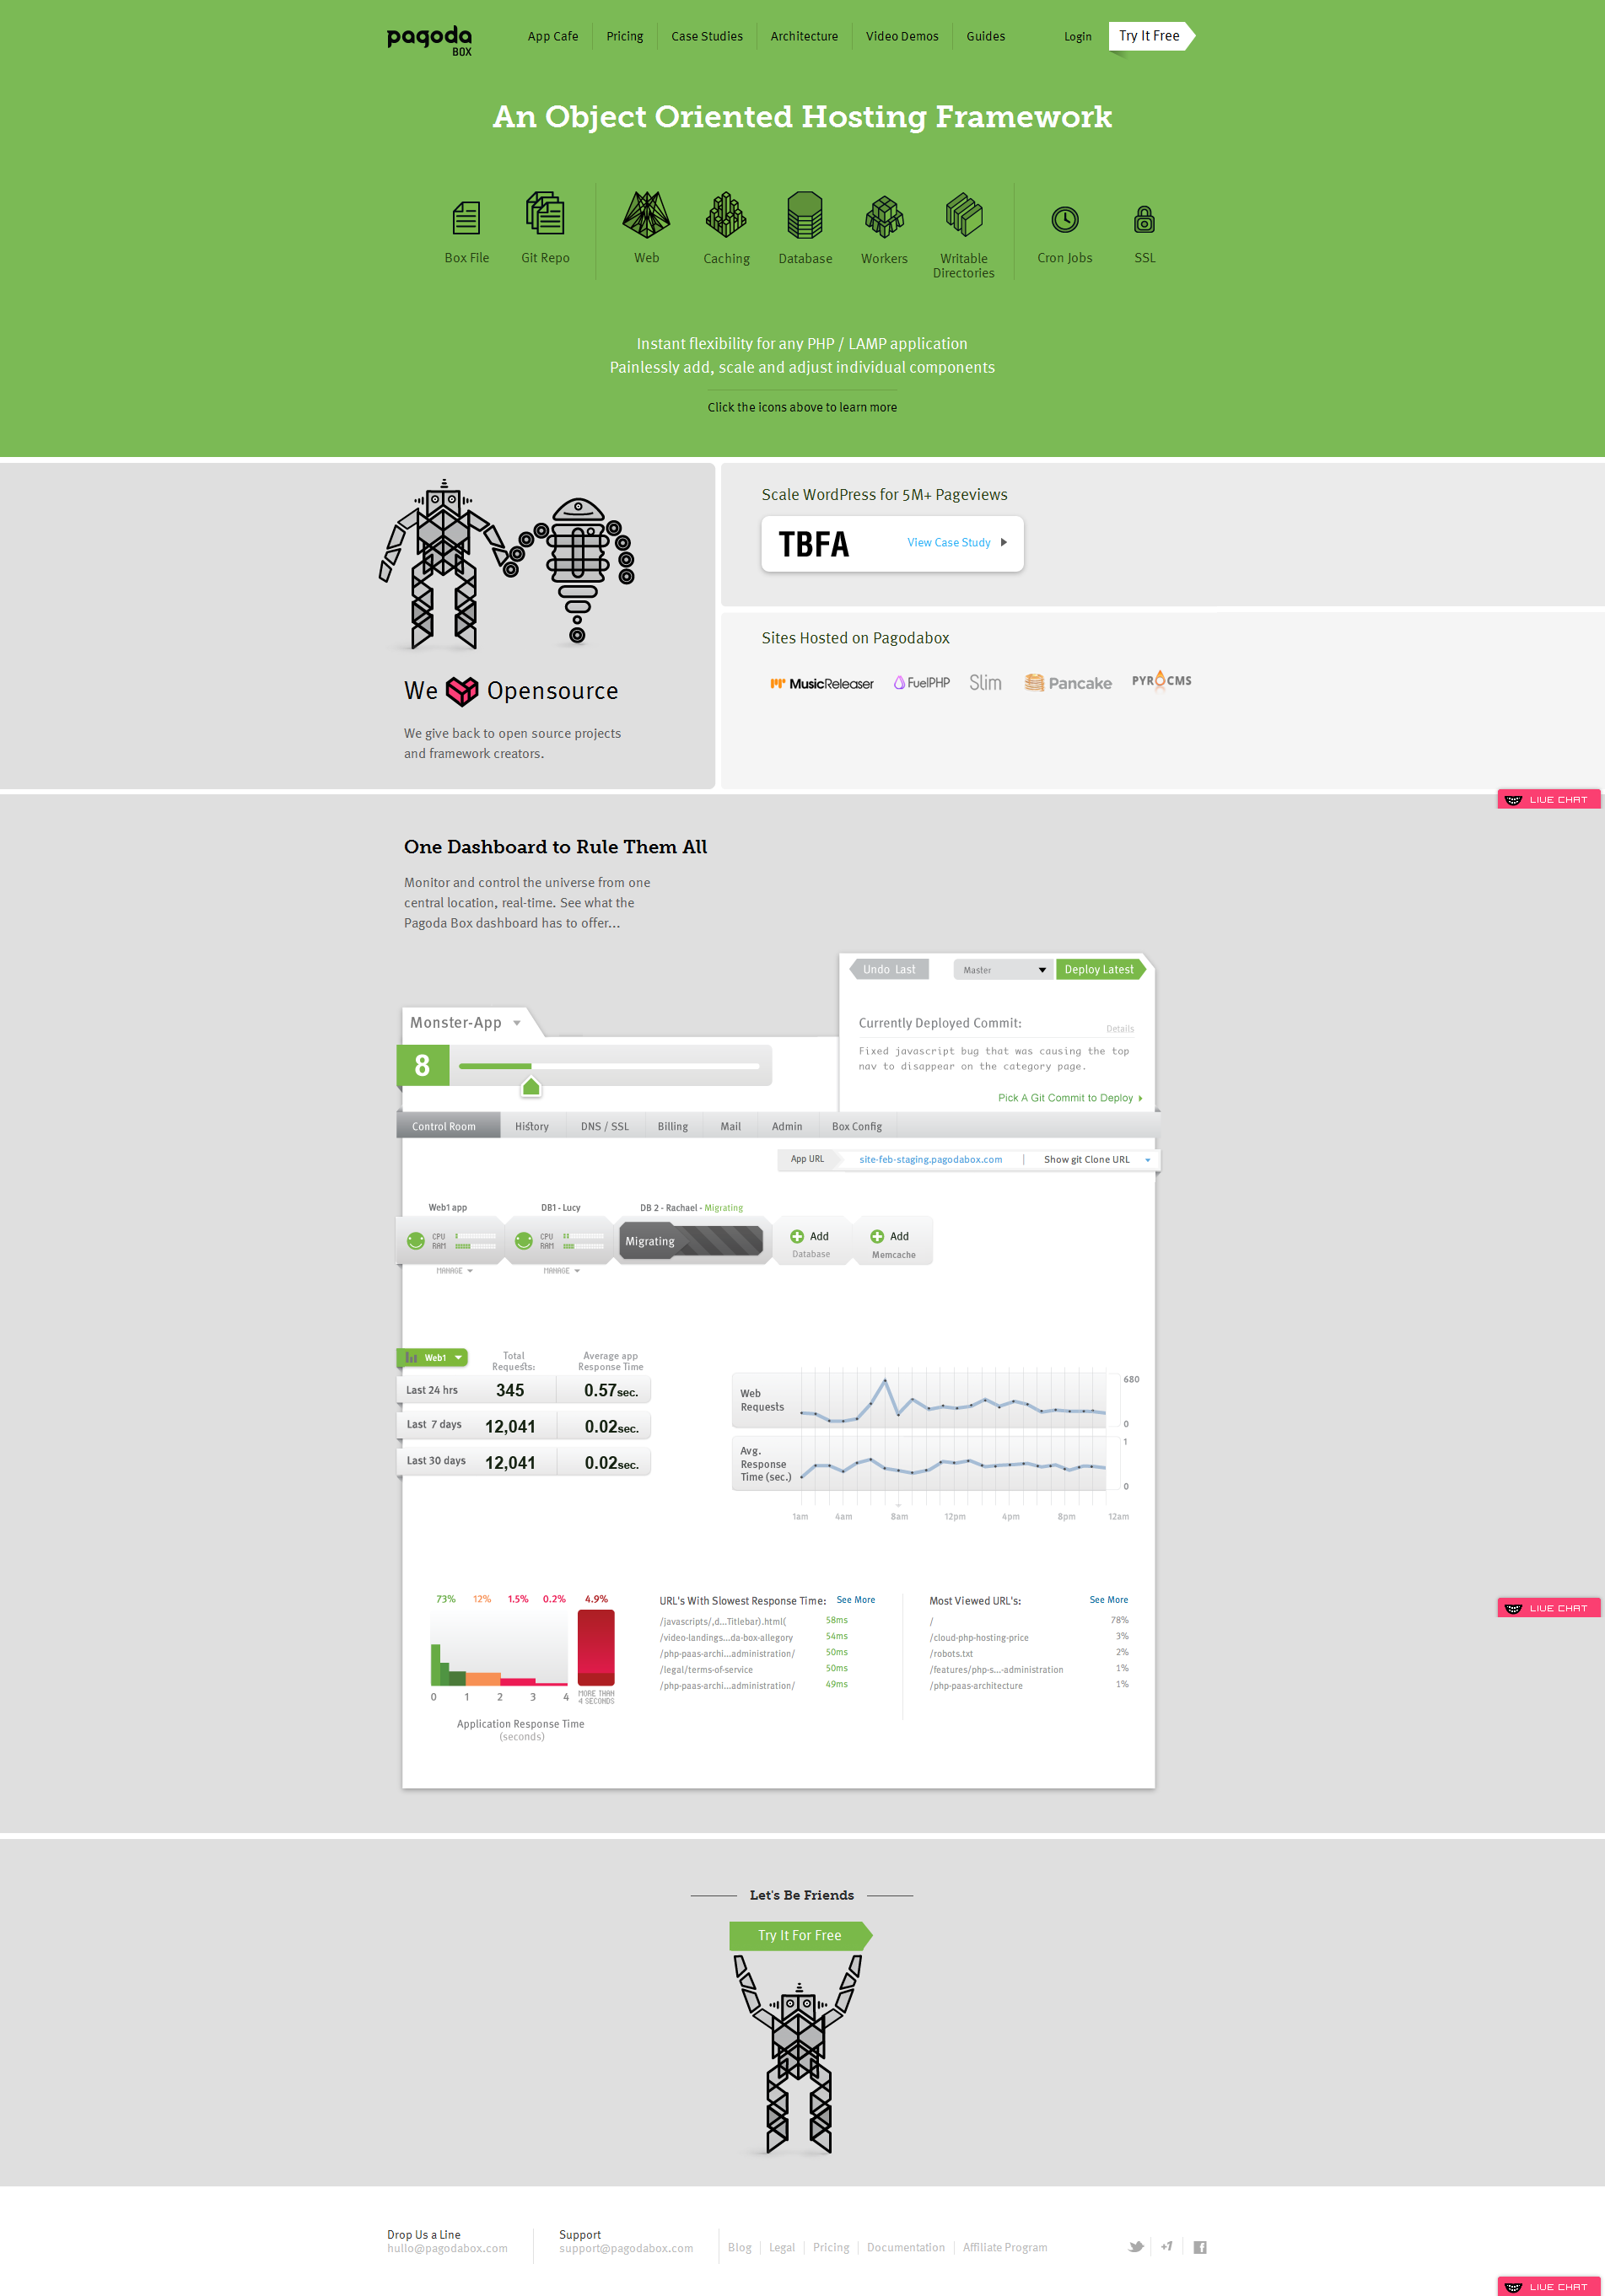 pagoda
BOX
App Cafe
Pricing
Case Studies
Architecture
Video Demos
Guides
Login
Try It Free
An Object Oriented Hosting Framework
Box File
Git Repo
Web
Caching
Database
Workers
Writable
Directories
Cron Jobs
SSL
Instant flexibility for any PHP / LAMP application
Painlessly add, scale and adjust individual components
Click the icons above to learn more
Scale WordPress for 5M+ Pageviews
TBFA
View Case Study
Sites Hosted on Pagodabox
MusicReleaser
FuelPHP
Slim
Pancake
PYROCMS
We Opensource
We give back to open source projects
and framework creators.
LIVE CHAT
One Dashboard to Rule Them All
Monitor and control the universe from one
central location, real-time. See what the
Pagoda Box dashboard has to offer...
Undo Last
Master
Deploy Latest
Monster-App
Currently Deployed Commit:
Details
Fixed javascript bug that was causing the top
nav to disappear on the category page.
8
Pick A Git Commit to Deploy
Control Room
History
DNS / SSL
Billing
Mail
Admin
Box Config
App URL
site-feb-staging.pagodabox.com
Show git Clone URL
Web1 app
DB1 - Lucy
DB 2 - Rachael - Migrating
CPU
RAM
CPU
RAM
Migrating
Add
Database
Add
Memcache
MANAGE
MANAGE
Web1
Total
Requests:
Average app
Response Time
Last 24 hrs
345
0.57sec.
Last 7 days
12,041
0.02sec.
Last 30 days
12,041
0.02sec.
Web
Requests
680
0
Avg.
Response
Time (sec.)
1
0
1am
4am
8am
12pm
4pm
8pm
12am
73%
12%
1.5%
0.2%
4.9%
0
1
2
3
4
MORE THAN
4 SECONDS
Application Response Time
(seconds)
URL's With Slowest Response Time:
See More
/javascripts/,d...Titlebar).html(
58ms
/video-landings...da-box-allegory
54ms
/php-paas-archi...administration/
50ms
/legal/terms-of-service
50ms
/php-paas-archi...administration/
49ms
Most Viewed URL's:
See More
/
78%
/cloud-php-hosting-price
3%
/robots.txt
2%
/features/php-s...-administration
1%
/php-paas-architecture
1%
LIVE CHAT
Let's Be Friends
Try It For Free
Drop Us a Line
hullo@pagodabox.com
Support
support@pagodabox.com
Blog
Legal
Pricing
Documentation
Affiliate Program
+1
f
LIVE CHAT